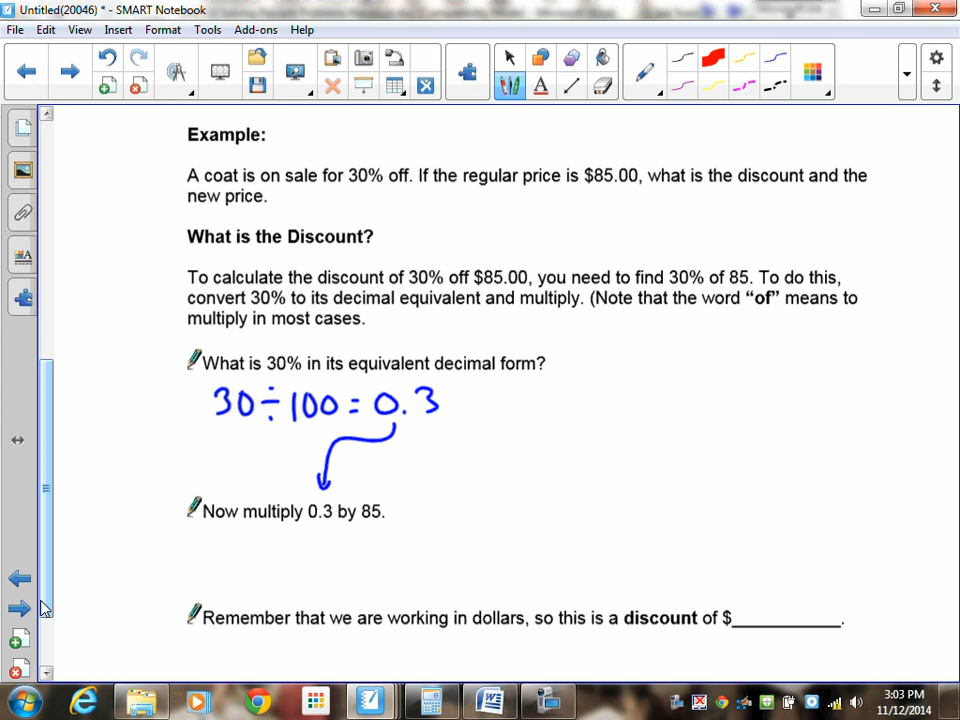 Untitled(20046) * - SMART Notebook
File Edit View Insert Format Tools Add-ons Help
Example:
A coat is on sale for 30% off. If the regular price is $85.00, what is the discount and the
new price.
What is the Discount?
To calculate the discount of 30% off $85.00, you need to find 30% of 85. To do this,
convert 30% to its decimal equivalent and multiply. (Note that the word “of” means to
multiply in most cases.
What is 30% in its equivalent decimal form?
30 ÷ 100 = 0.3
Now multiply 0.3 by 85.
Remember that we are working in dollars, so this is a discount of $___________.
3:03 PM
11/12/2014